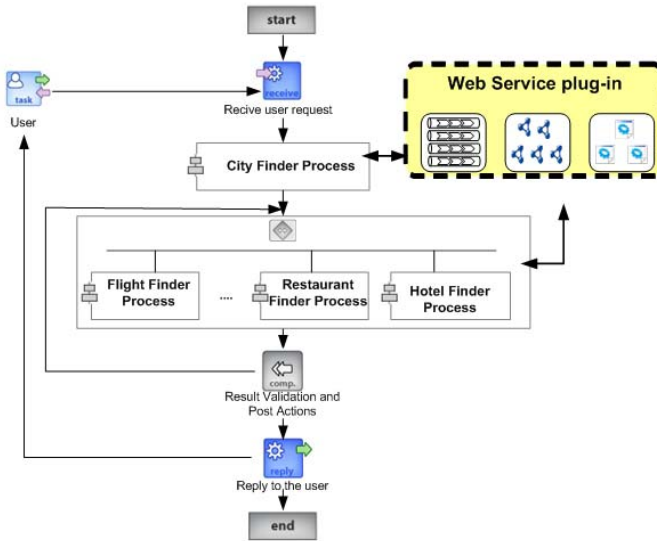 start
receive
Recive user request
task
User
Web Service plug-in
City Finder Process
Flight Finder
Process
....
Restaurant
Finder Process
Hotel Finder
Process
comp.
Result Validation and
Post Actions
reply
Reply to the user
end